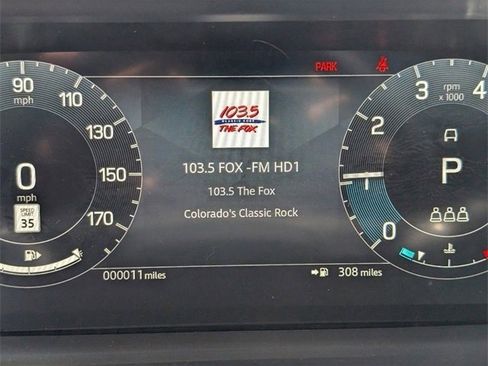 PARK
90
mph
110
130
150
170
0
mph
SPEED
LIMIT
35
103.5
THE FOX
103.5 FOX -FM HD1
103.5 The Fox
Colorado's Classic Rock
000011 miles
308 miles
4
3
2
1
0
rpm
x 1000
P